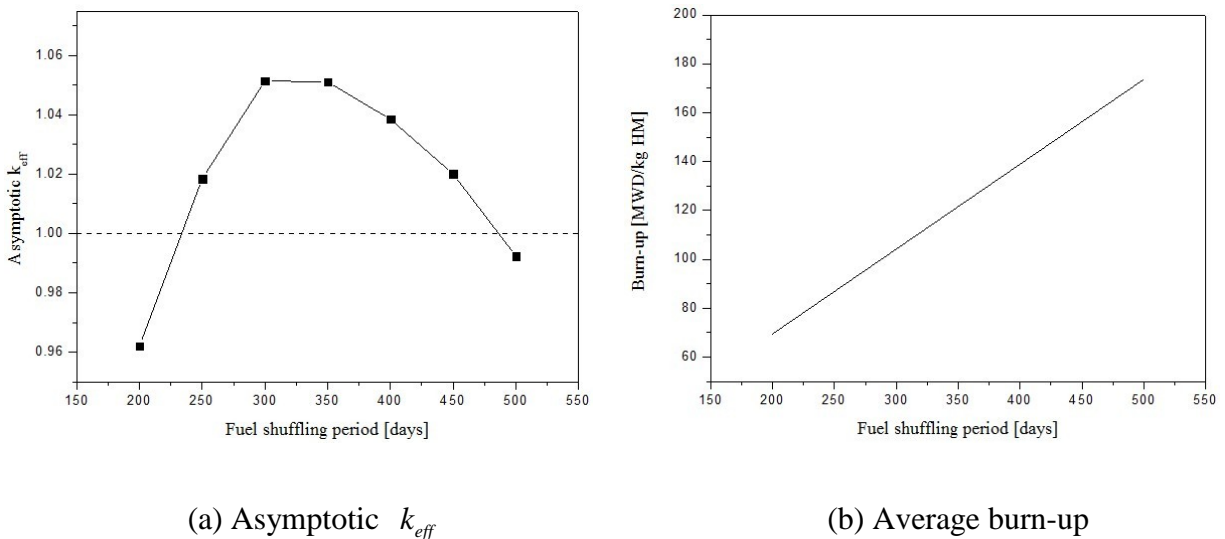 1.06
1.04
1.02
1.00
0.98
0.96
Asymptotic k_eff
150 200 250 300 350 400 450 500 550
Fuel shuffling period [days]
200
180
160
140
120
100
80
60
Burn-up [MWD/kg HM]
150 200 250 300 350 400 450 500 550
Fuel shuffling period [days]
(a) Asymptotic k_eff
(b) Average burn-up